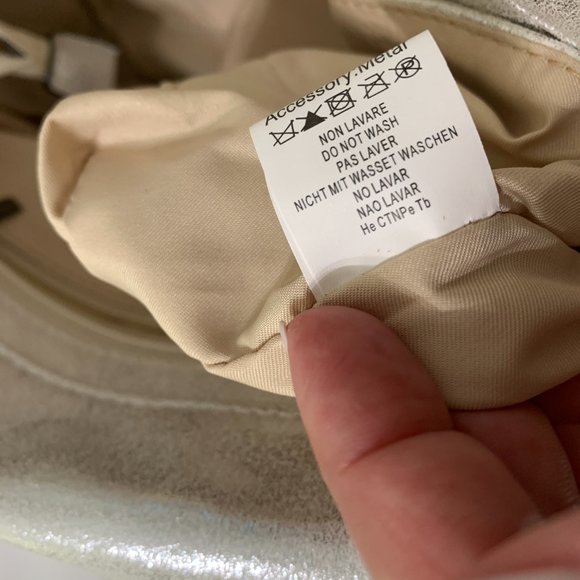 Accessory:Metal
NON LAVARE
DO NOT WASH
PAS LAVER
NICHT MIT WASSET WASCHEN
NO LAVAR
NAO LAVAR
He CTNPe Tb